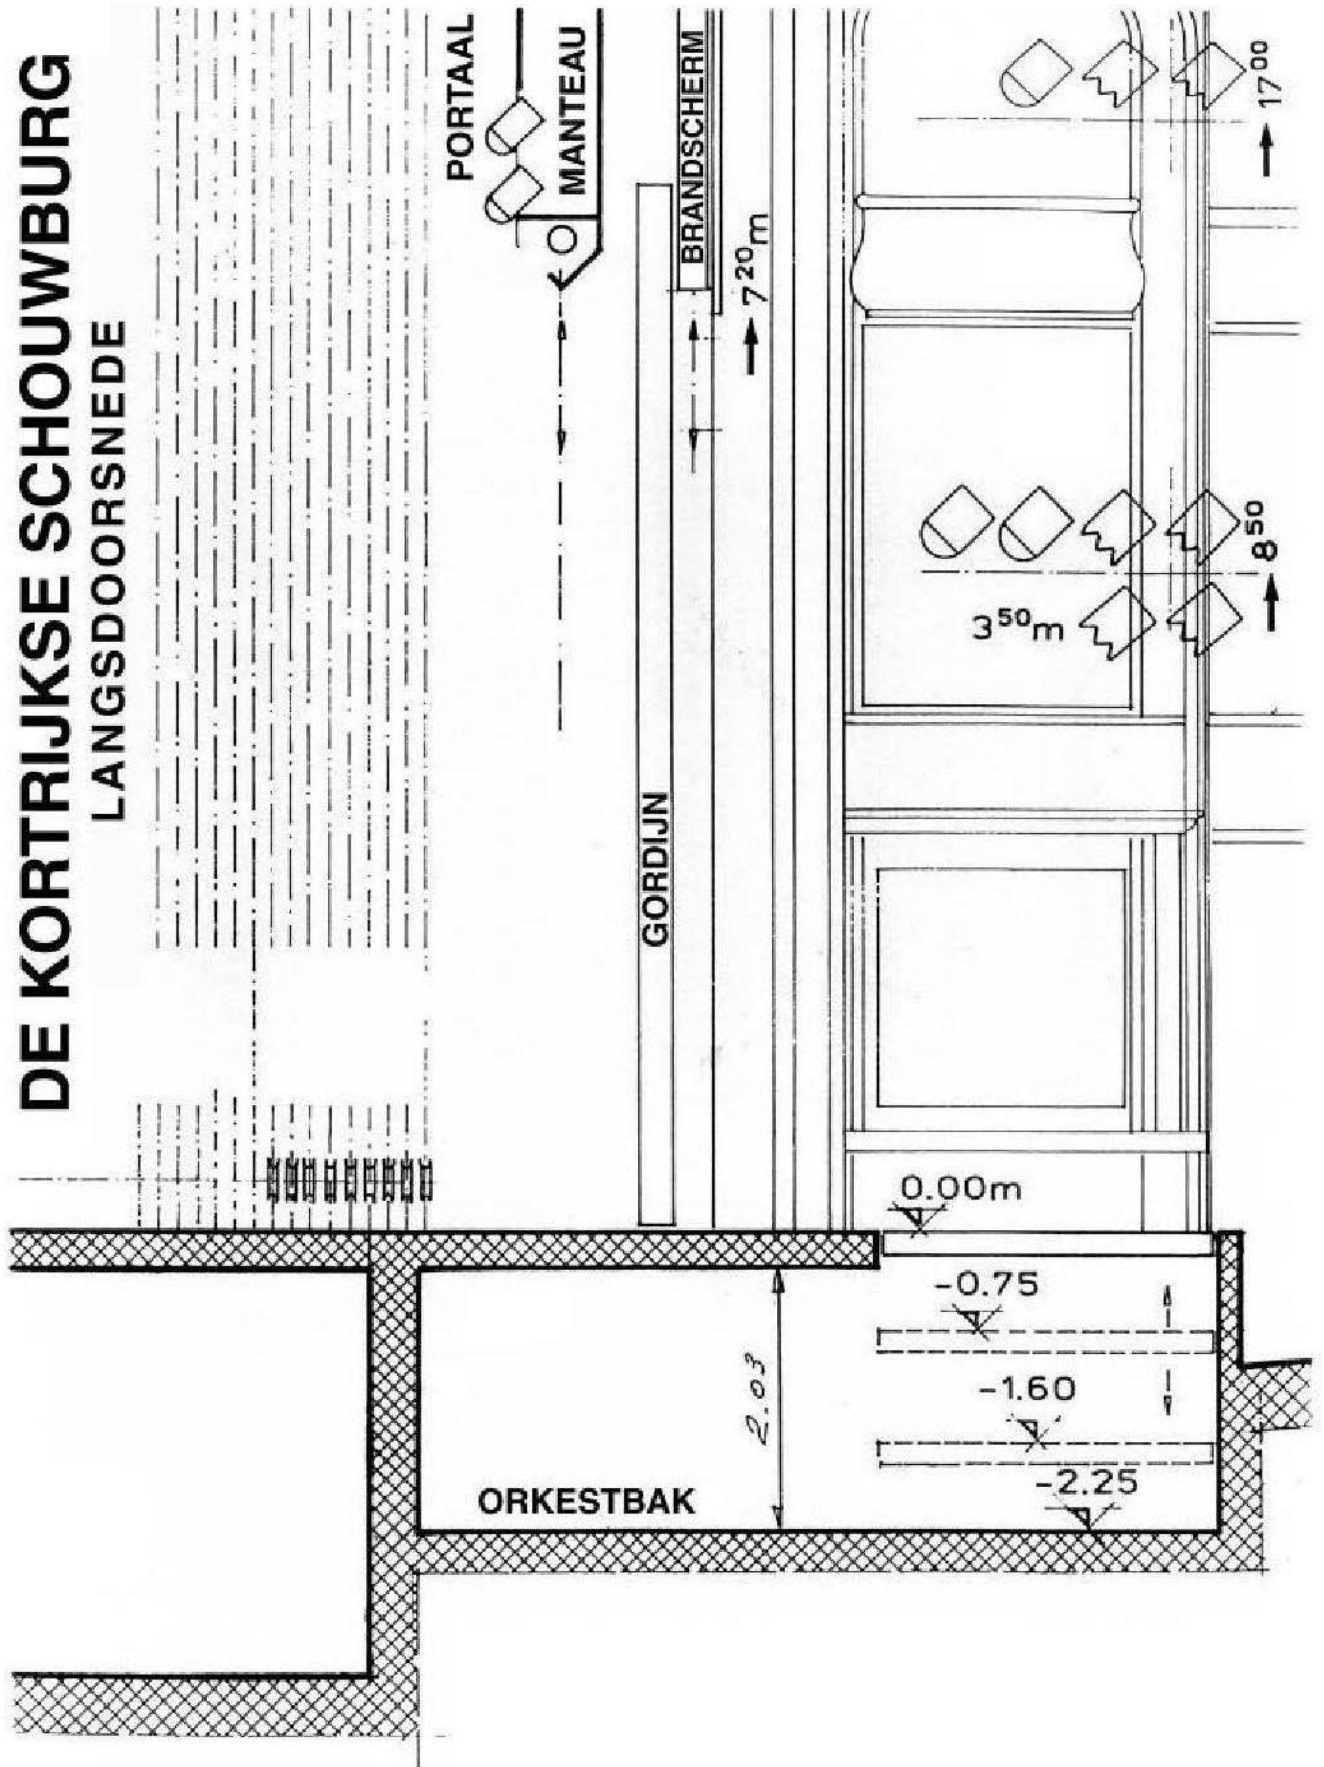 DE KORTRIJKSE SCHOUWBURG
LANGSDOORSNEDE
PORTAAL
MANTEAU
BRANDSCHERM
7²⁰m
17⁰⁰
8⁵⁰
3⁵⁰m
GORDIJN
0.00m
-0.75
-1.60
-2.25
2.03
ORKESTBAK